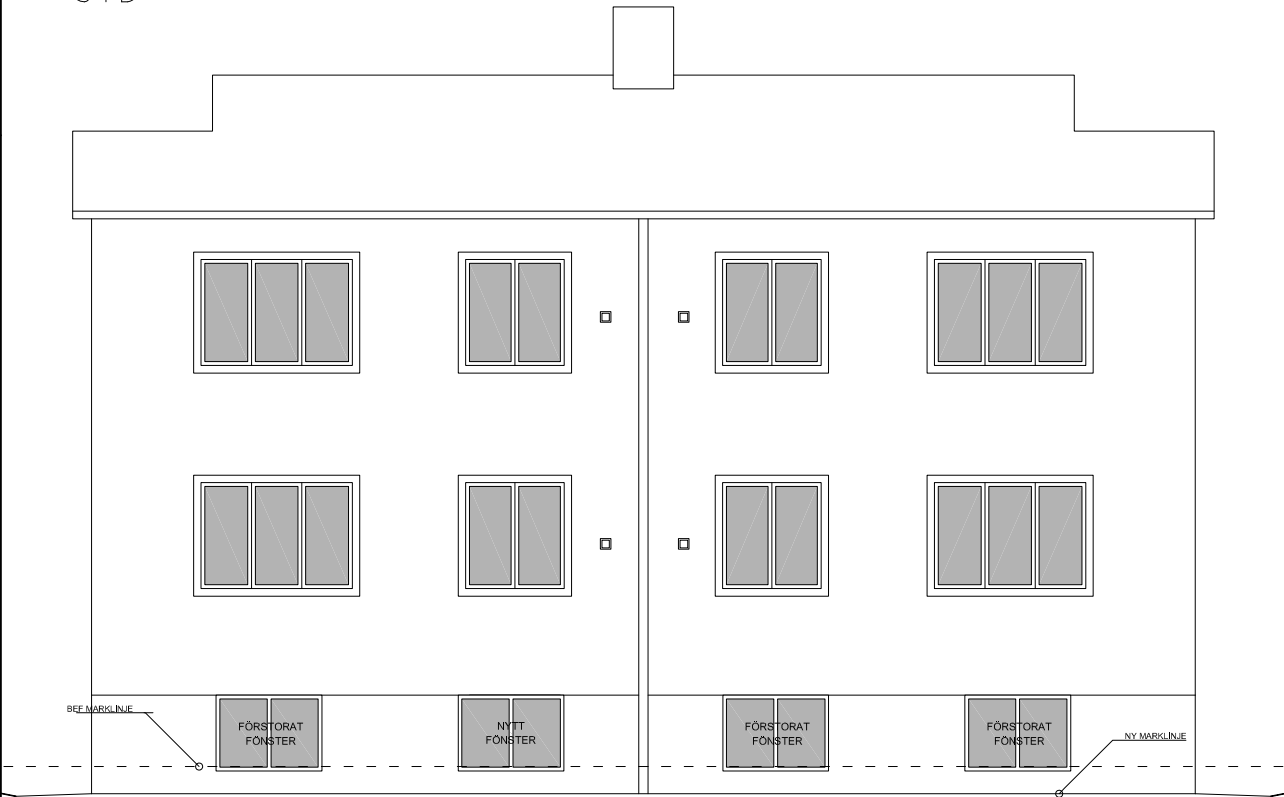 BEF MARKLINJE
FÖRSTORAT
FÖNSTER
NYTT
FÖNSTER
FÖRSTORAT
FÖNSTER
FÖRSTORAT
FÖNSTER
NY MARKLINJE